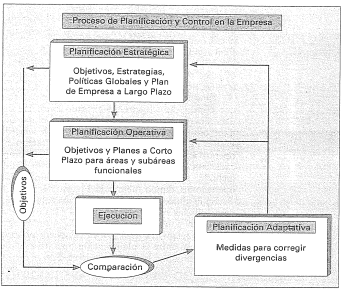 Proceso de Planificación y Control en la Empresa
Planificación Estratégica
Objetivos, Estrategias,
Políticas Globales y Plan
de Empresa a Largo Plazo
Planificación Operativa
Objetivos y Planes a Corto
Plazo para áreas y subáreas
funcionales
Objetivos
Ejecución
Planificación Adaptativa
Medidas para corregir
divergencias
Comparación